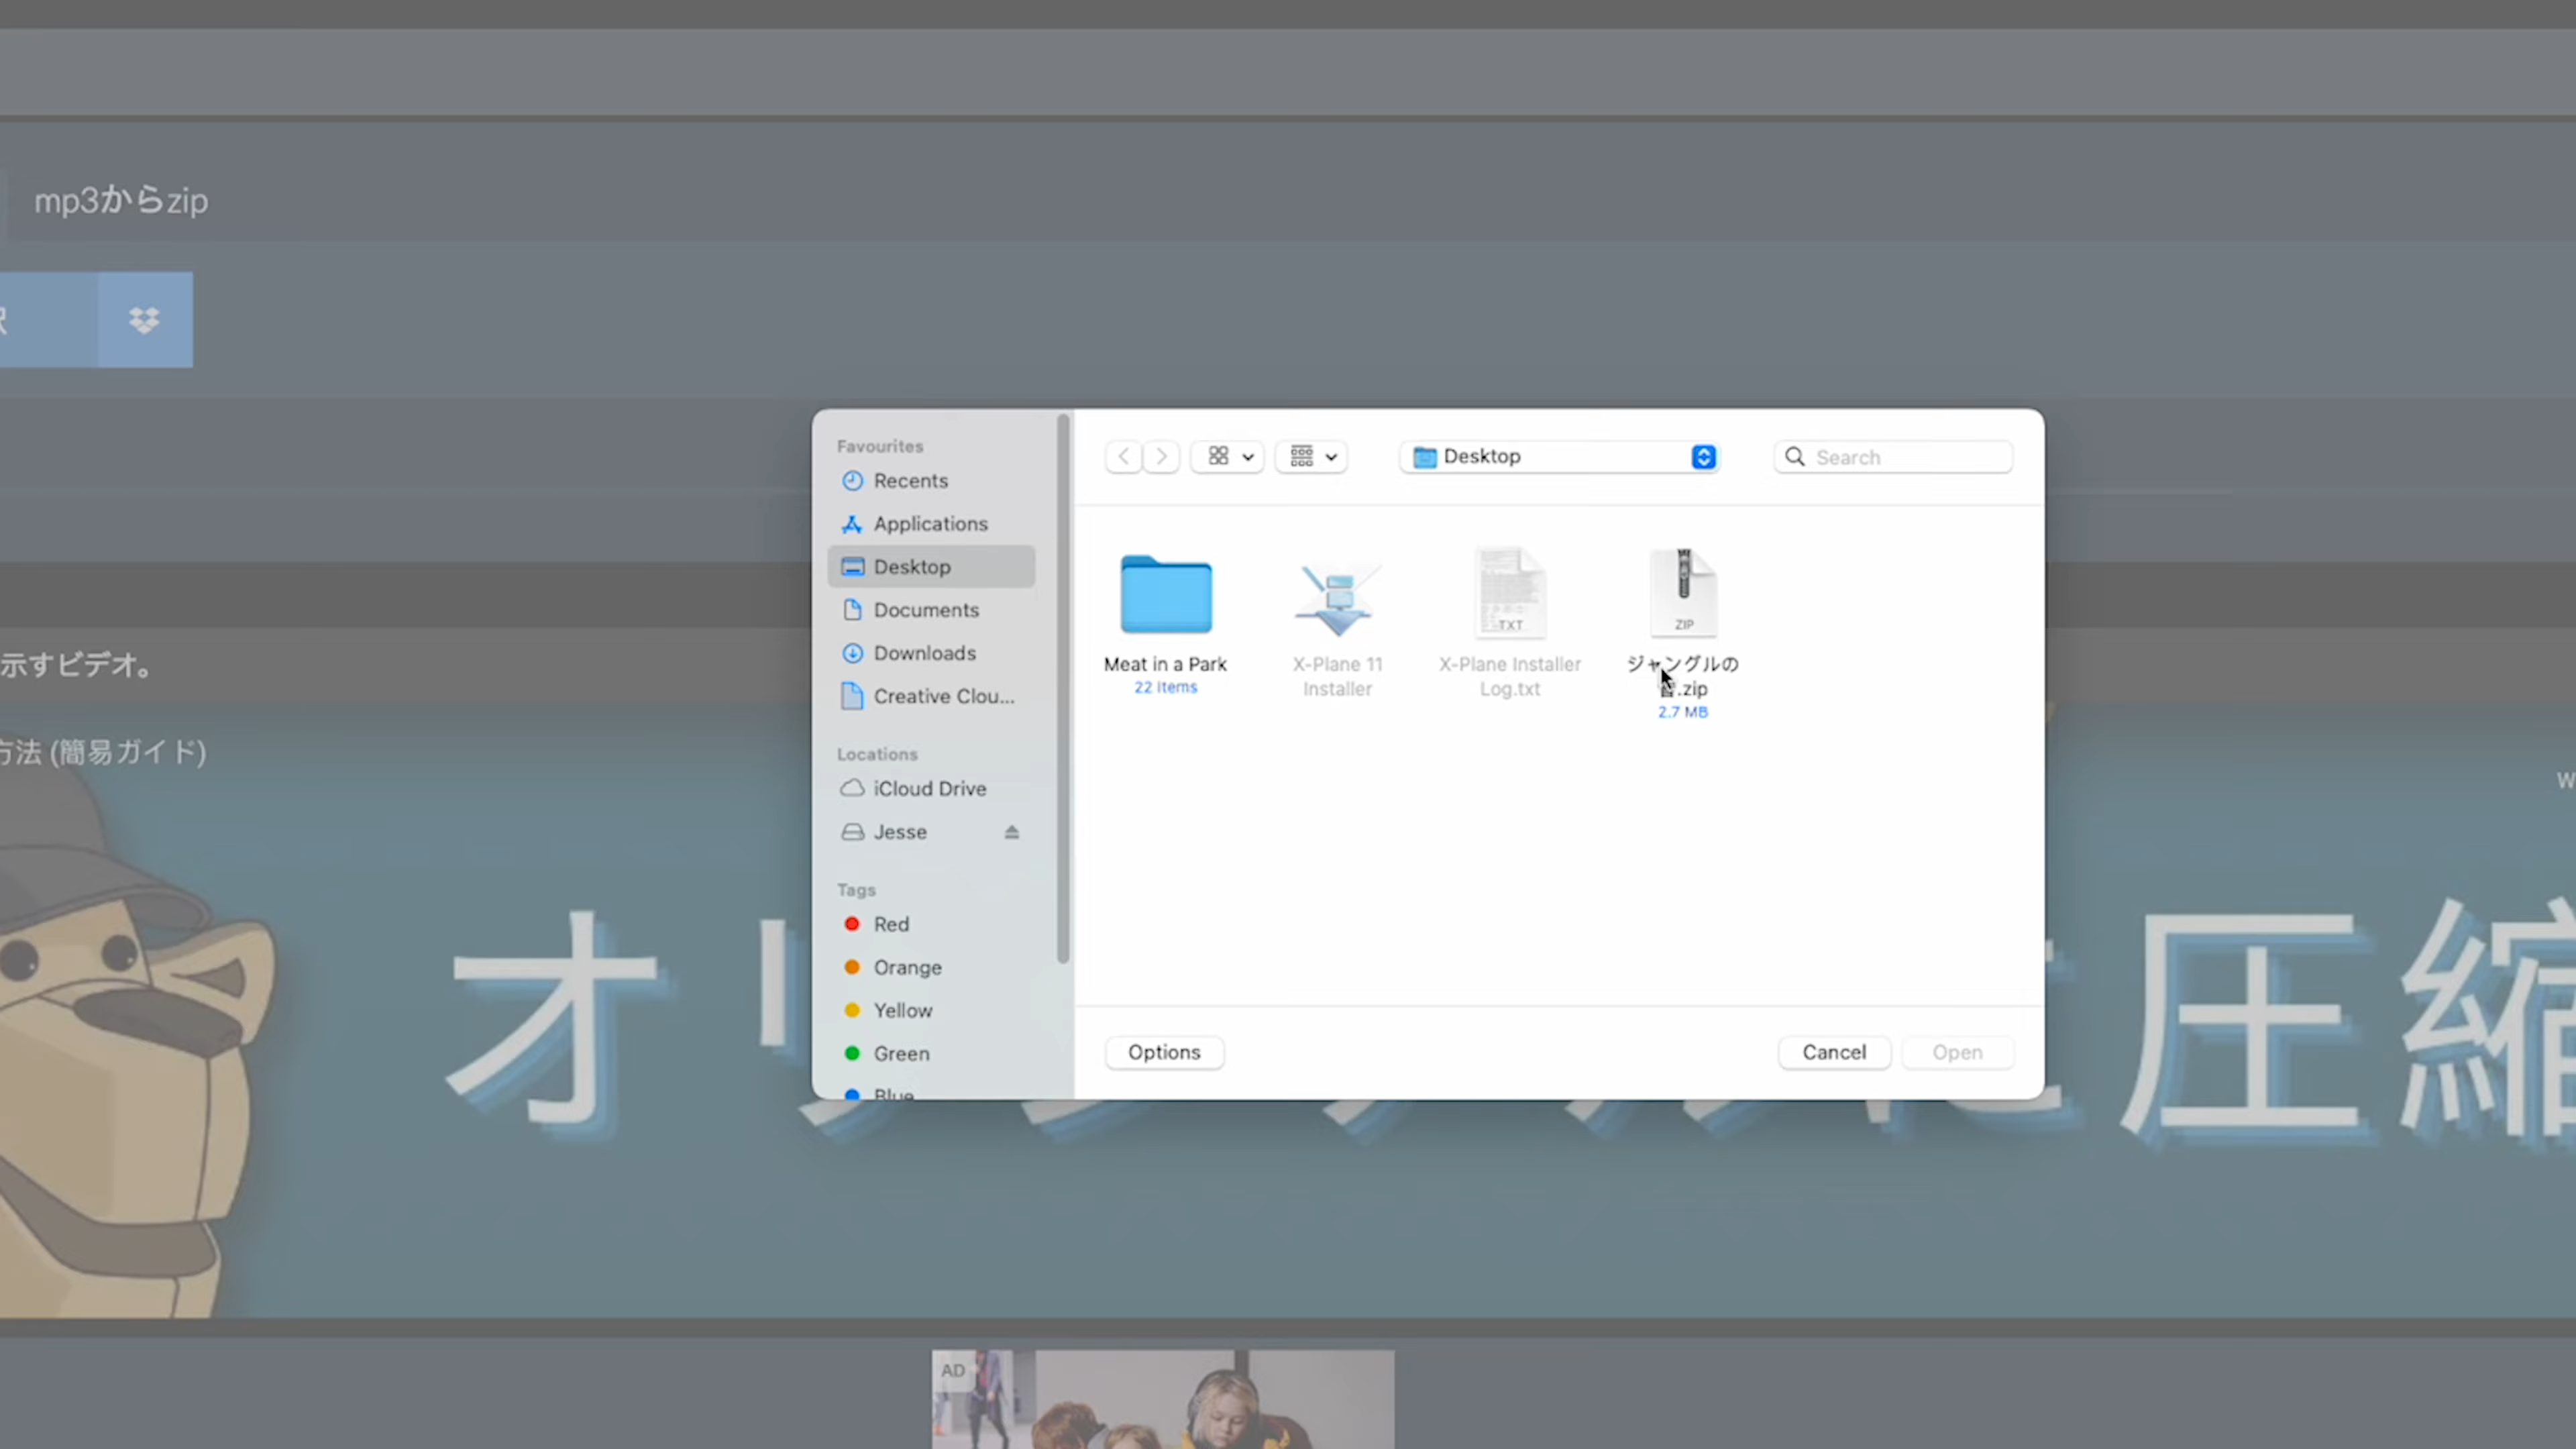 mp3からzip
Favourites
Recents
Applications
Desktop
Documents
Downloads
Creative Clou...
Locations
iCloud Drive
Jesse
Tags
Red
Orange
Yellow
Green
Blue
Desktop
Search
Meat in a Park
22 items
X-Plane 11
Installer
X-Plane Installer
Log.txt
TXT
ZIP
ジャングルの
.zip
2.7 MB
Options
Cancel
Open
示すビデオ。
方法 (簡易ガイド)
W
オリ
圧縮
AD